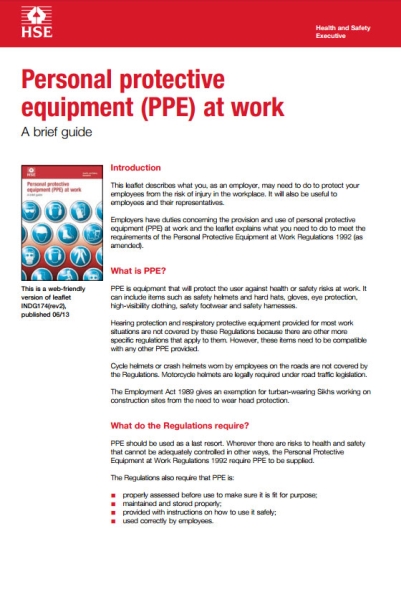 HSE
Health and Safety
Executive
Personal protective
equipment (PPE) at work
A brief guide
HSE
Personal protective
equipment (PPE) at work
This is a web-friendly
version of leaflet
INDG174(rev2),
published 06/13
Introduction
This leaflet describes what you, as an employer, may need to do to protect your
employees from the risk of injury in the workplace. It will also be useful to
employees and their representatives.
Employers have duties concerning the provision and use of personal protective
equipment (PPE) at work and the leaflet explains what you need to do to meet the
requirements of the Personal Protective Equipment at Work Regulations 1992 (as
amended).
What is PPE?
PPE is equipment that will protect the user against health or safety risks at work. It
can include items such as safety helmets and hard hats, gloves, eye protection,
high-visibility clothing, safety footwear and safety harnesses.
Hearing protection and respiratory protective equipment provided for most work
situations are not covered by these Regulations because there are other more
specific regulations that apply to them. However, these items need to be compatible
with any other PPE provided.
Cycle helmets or crash helmets worn by employees on the roads are not covered by
the Regulations. Motorcycle helmets are legally required under road traffic legislation.
The Employment Act 1989 gives an exemption for turban-wearing Sikhs working on
construction sites from the need to wear head protection.
What do the Regulations require?
PPE should be used as a last resort. Wherever there are risks to health and safety
that cannot be adequately controlled in other ways, the Personal Protective
Equipment at Work Regulations 1992 require PPE to be supplied.
The Regulations also require that PPE is:
■ properly assessed before use to make sure it is fit for purpose;
■ maintained and stored properly;
■ provided with instructions on how to use it safely;
■ used correctly by employees.